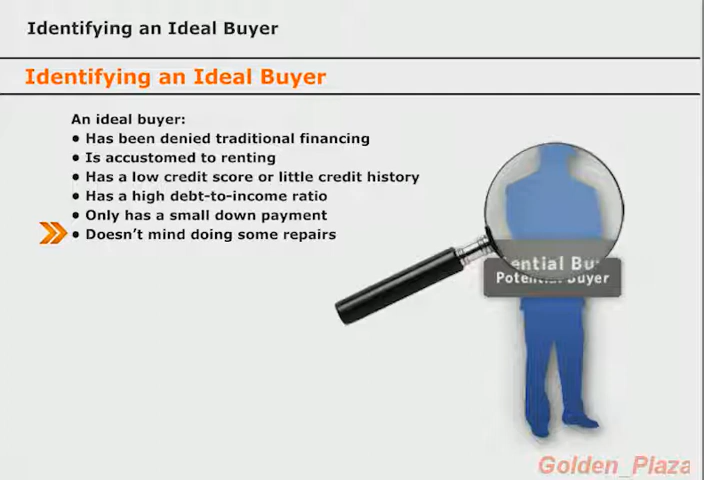 Identifying an Ideal Buyer
Identifying an Ideal Buyer
An ideal buyer:
• Has been denied traditional financing
• Is accustomed to renting
• Has a low credit score or little credit history
• Has a high debt-to-income ratio
• Only has a small down payment
• Doesn't mind doing some repairs
ential Bu
Potential Buyer
Golden_Plaza